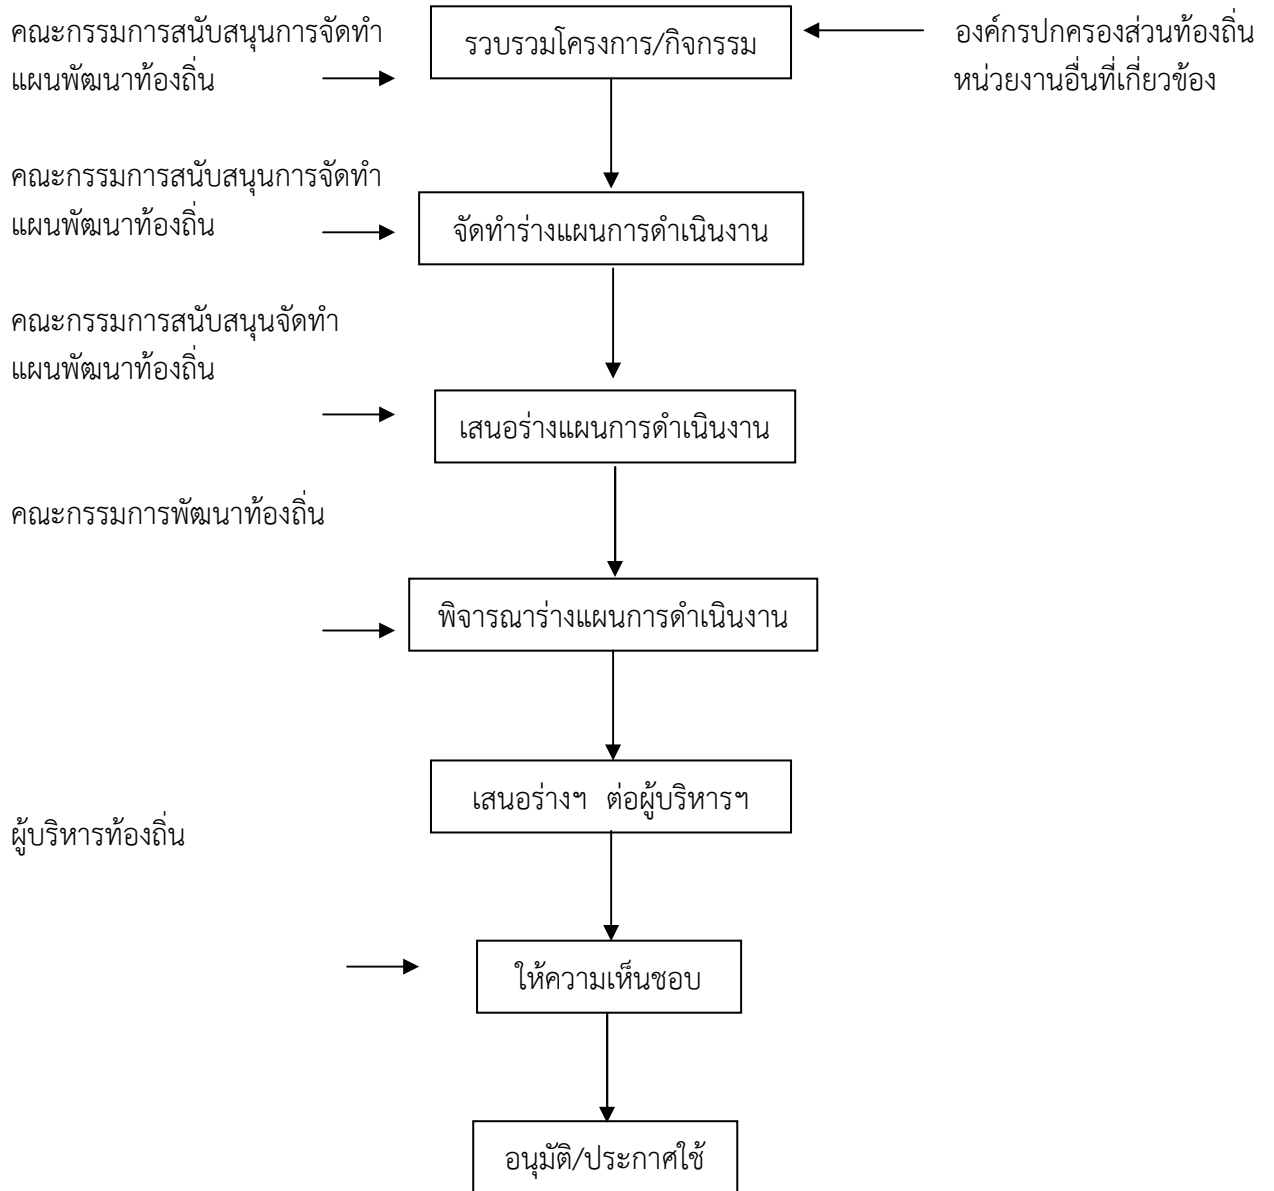 คณะกรรมการสนับสนุนการจัดทำ
แผนพัฒนาท้องถิ่น
รวบรวมโครงการ/กิจกรรม
องค์กรปกครองส่วนท้องถิ่น
หน่วยงานอื่นที่เกี่ยวข้อง
คณะกรรมการสนับสนุนการจัดทำ
แผนพัฒนาท้องถิ่น
จัดทำร่างแผนการดำเนินงาน
คณะกรรมการสนับสนุนจัดทำ
แผนพัฒนาท้องถิ่น
เสนอร่างแผนการดำเนินงาน
คณะกรรมการพัฒนาท้องถิ่น
พิจารณาร่างแผนการดำเนินงาน
เสนอร่างฯ ต่อผู้บริหารฯ
ผู้บริหารท้องถิ่น
ให้ความเห็นชอบ
อนุมัติ/ประกาศใช้